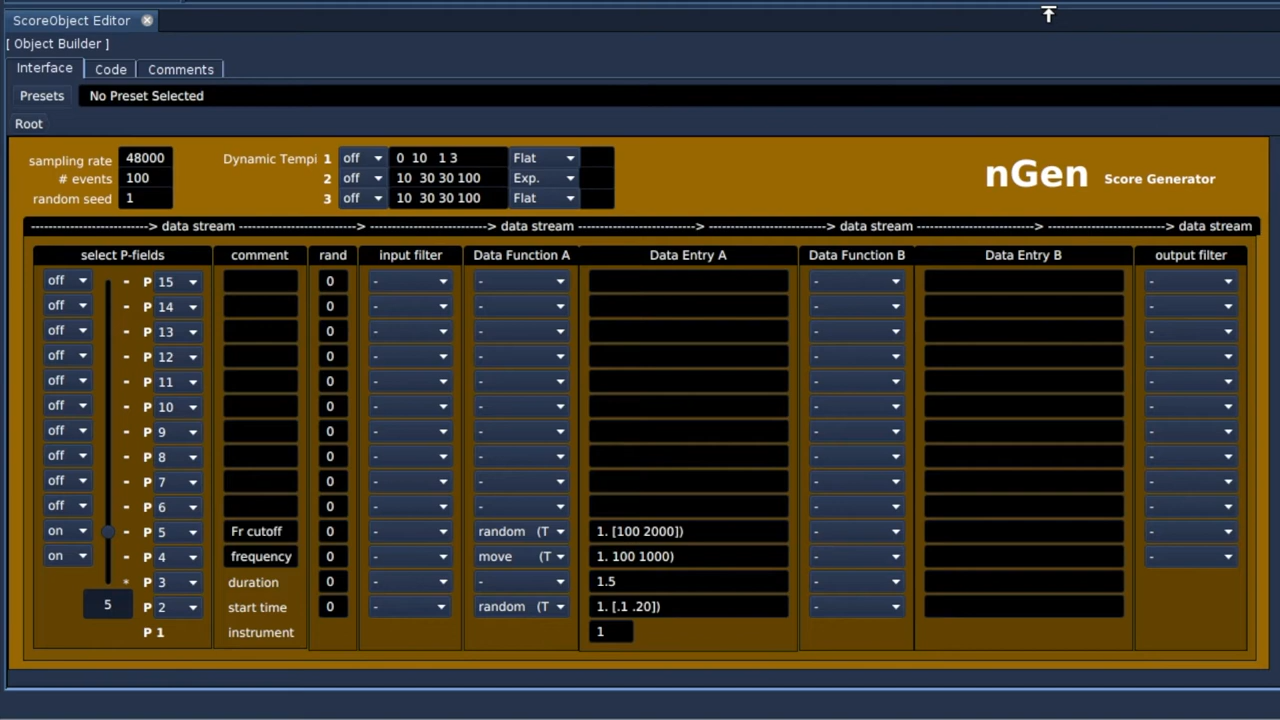 ScoreObject Editor
[ Object Builder ]
Interface Code Comments
Presets No Preset Selected
Root
sampling rate 48000 Dynamic Tempi 1 off 0 10 1 3 Flat
# events 100 2 off 10 30 30 100 Exp.
random seed 1 3 off 10 30 30 100 Flat
nGen Score Generator
----------------------> data stream ----------------------> ----------------------> data stream ----------------------> ----------------------> data stream ----------------------> ----------------------> data stream
select P-fields comment rand input filter Data Function A Data Entry A Data Function B Data Entry B output filter
off - P 15 0 - - - -
off - P 14 0 - - - -
off - P 13 0 - - - -
off - P 12 0 - - - -
off - P 11 0 - - - -
off - P 10 0 - - - -
off - P 9 0 - - - -
off - P 8 0 - - - -
off - P 7 0 - - - -
off - P 6 0 - - - -
on - P 5 Fr cutoff 0 - random (T 1. [100 2000]) - -
on - P 4 frequency 0 - move (T 1. 100 1000) - -
* P 3 duration 0 - 1.5 -
5 P 2 start time 0 - random (T 1. [.1 .20]) -
P 1 instrument 1